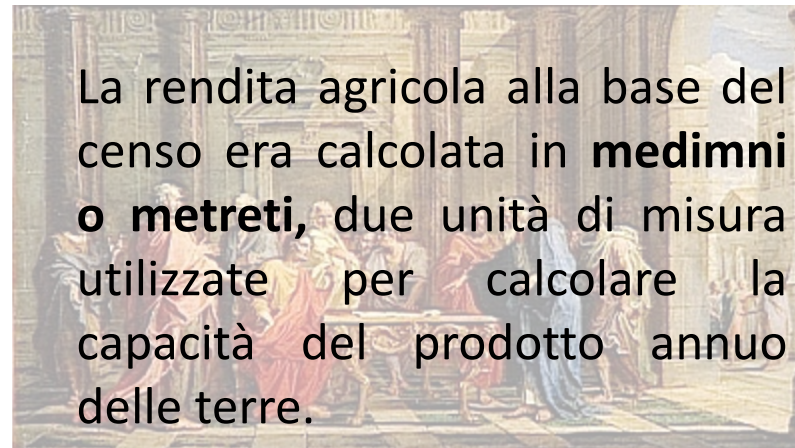 La rendita agricola alla base del
censo era calcolata in medimni
o metreti, due unità di misura
utilizzate per calcolare la
capacità del prodotto annuo
delle terre.